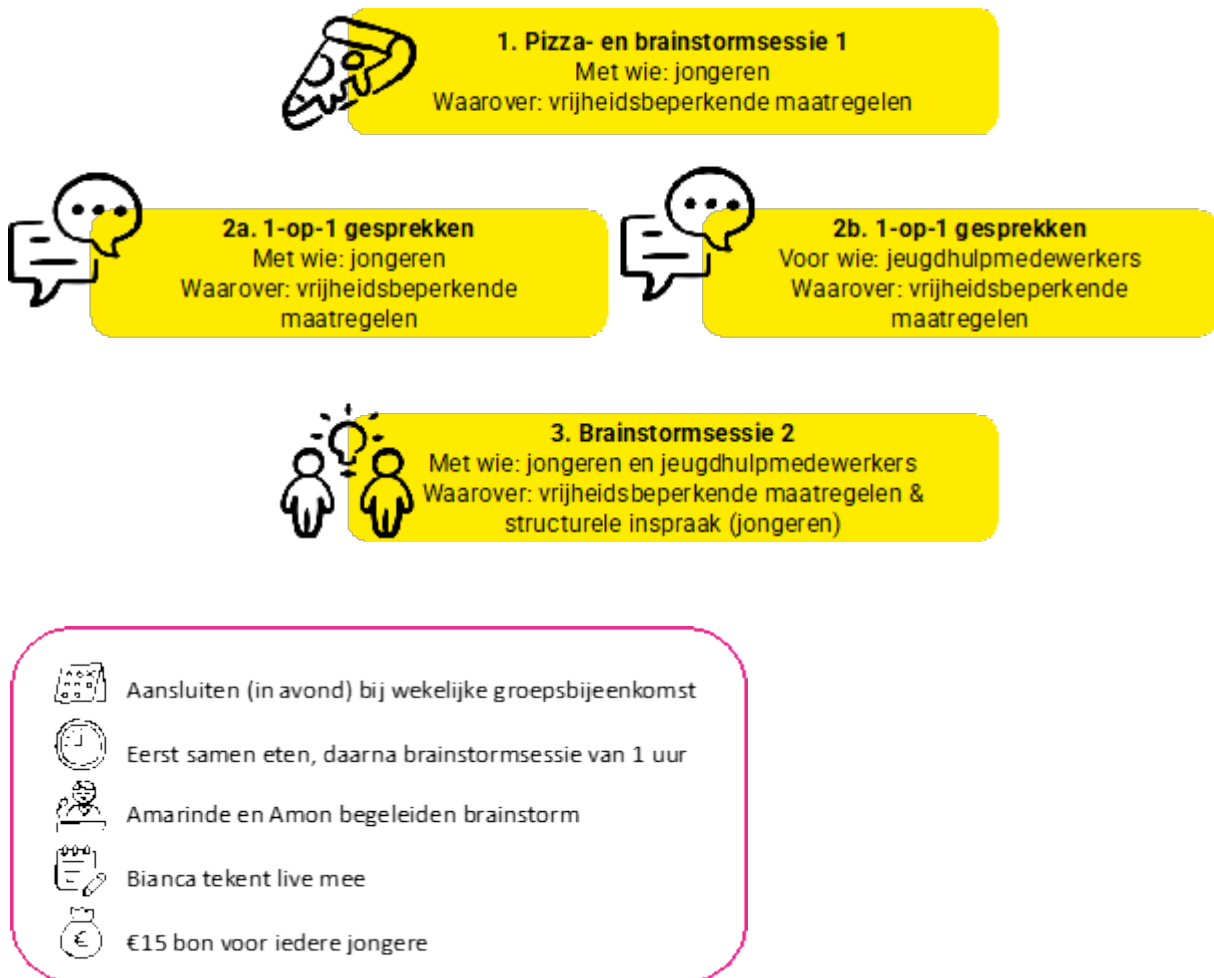 1. Pizza- en brainstormsessie 1
Met wie: jongeren
Waarover: vrijheidsbeperkende maatregelen
2a. 1-op-1 gesprekken
Met wie: jongeren
Waarover: vrijheidsbeperkende
maatregelen
2b. 1-op-1 gesprekken
Voor wie: jeugdhulpmedewerkers
Waarover: vrijheidsbeperkende
maatregelen
3. Brainstormsessie 2
Met wie: jongeren en jeugdhulpmedewerkers
Waarover: vrijheidsbeperkende maatregelen &
structurele inspraak (jongeren)
Aansluiten (in avond) bij wekelijke groepsbijeenkomst
Eerst samen eten, daarna brainstormsessie van 1 uur
Amarinde en Amon begeleiden brainstorm
Bianca tekent live mee
€15 bon voor iedere jongere